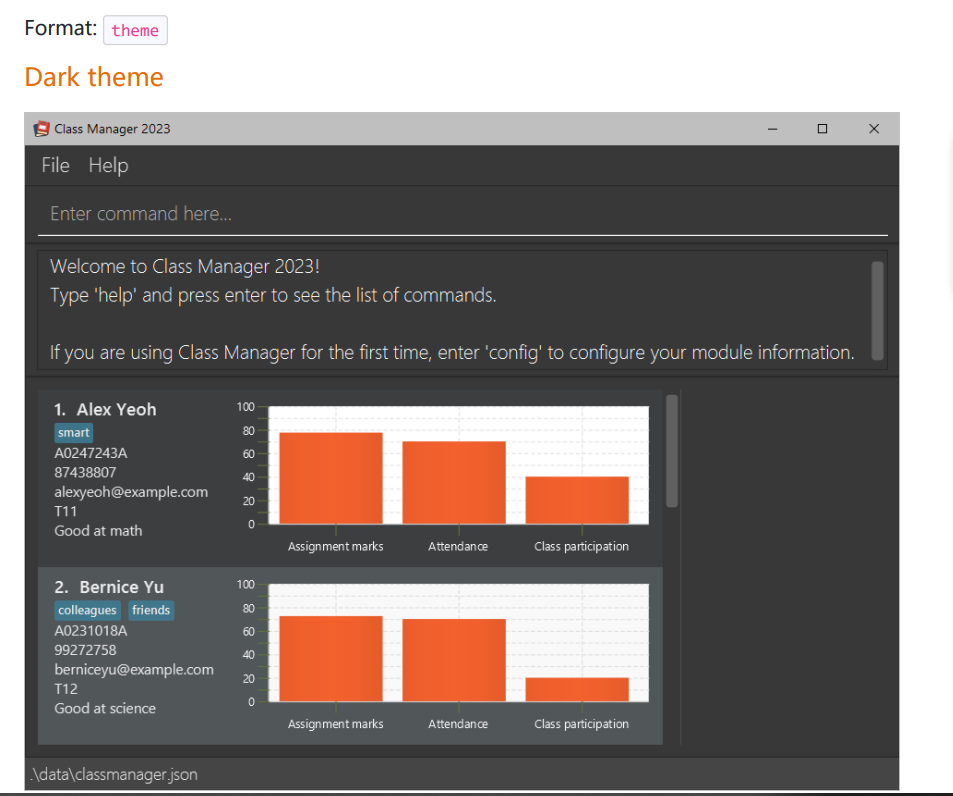 Format: theme
Dark theme
Class Manager 2023
File Help
Enter command here...
Welcome to Class Manager 2023!
Type 'help' and press enter to see the list of commands.
If you are using Class Manager for the first time, enter 'config' to configure your module information.
1. Alex Yeoh
smart
A0247243A
87438807
alexyeoh@example.com
T11
Good at math
100
80
60
40
20
0
Assignment marks Attendance Class participation
2. Bernice Yu
colleagues friends
A0231018A
99272758
berniceyu@example.com
T12
Good at science
100
80
60
40
20
0
Assignment marks Attendance Class participation
.\data\classmanager.json